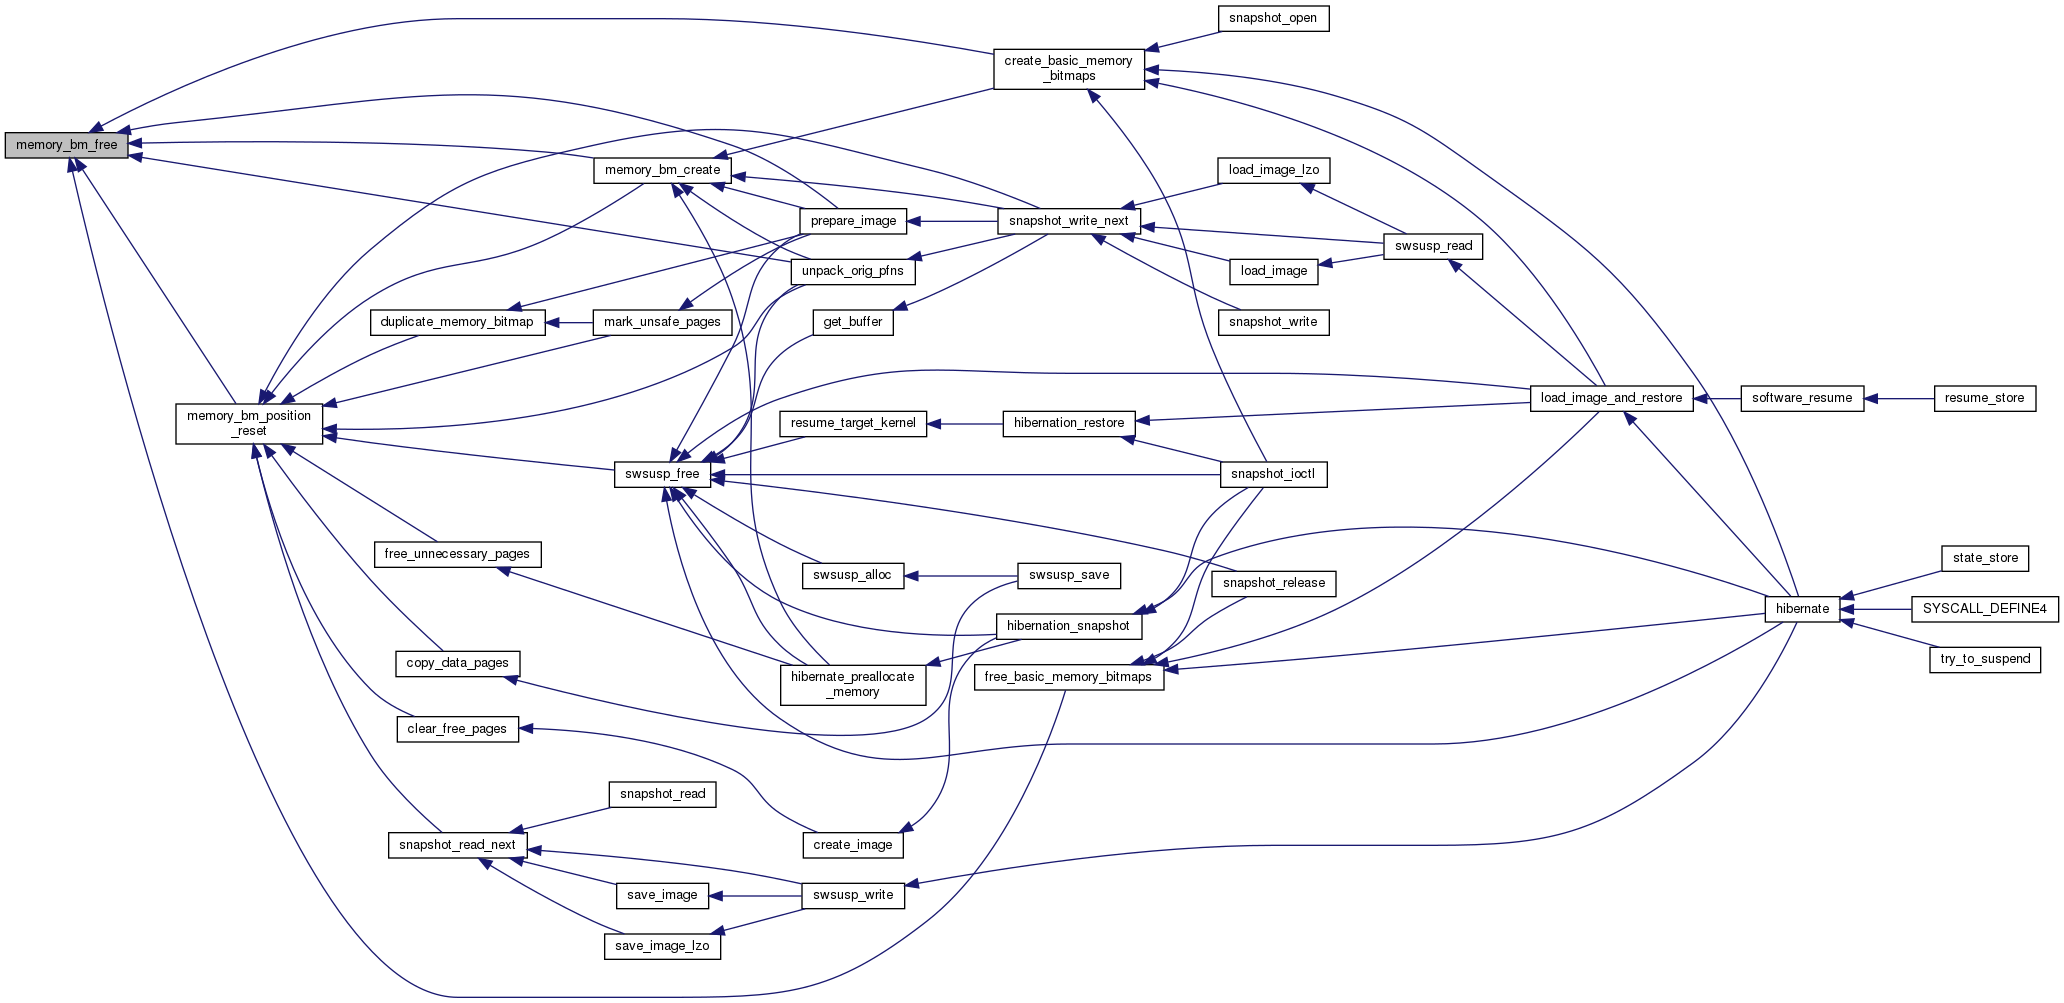 snapshot_open
create_basic_memory
_bitmaps
memory_bm_free
memory_bm_create
load_image_lzo
prepare_image
snapshot_write_next
swsusp_read
unpack_orig_pfns
load_image
duplicate_memory_bitmap
mark_unsafe_pages
get_buffer
snapshot_write
load_image_and_restore
software_resume
resume_store
memory_bm_position
_reset
resume_target_kernel
hibernation_restore
swsusp_free
snapshot_ioctl
free_unnecessary_pages
state_store
swsusp_alloc
swsusp_save
snapshot_release
hibernate
SYSCALL_DEFINE4
hibernation_snapshot
copy_data_pages
try_to_suspend
hibernate_preallocate
_memory
free_basic_memory_bitmaps
clear_free_pages
snapshot_read
snapshot_read_next
create_image
save_image
swsusp_write
save_image_lzo